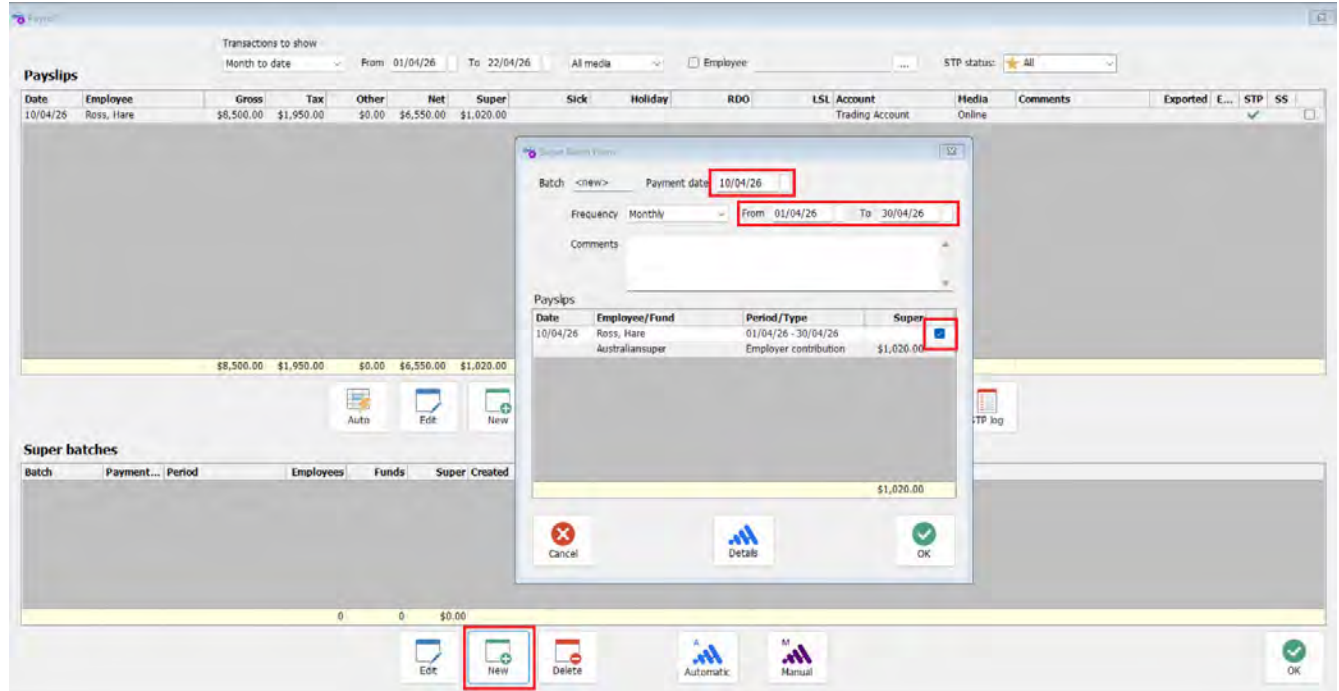 Payroll
Transactions to show
Month to date From 01/04/26 To 22/04/26 All media Employee ... STP status: All
Payslips
Date Employee Gross Tax Other Net Super Sick Holiday RDO LSL Account Media Comments Exported E... STP SS
10/04/26 Ross, Hare $8,500.00 $1,950.00 $0.00 $6,550.00 $1,020.00 Trading Account Online
$8,500.00 $1,950.00 $0.00 $6,550.00 $1,020.00
Auto Edit New STP log
Super batches
Batch Payment... Period Employees Funds Super Created
0 0 $0.00
Edit New Delete Automatic Manual OK
A M
Batch <new> Payment date 10/04/26
Frequency Monthly From 01/04/26 To 30/04/26
Comments
Payslips
Date Employee/Fund Period/Type Super
10/04/26 Ross, Hare 01/04/26 - 30/04/26
Australiansuper Employer contribution $1,020.00
$1,020.00
Cancel Details OK